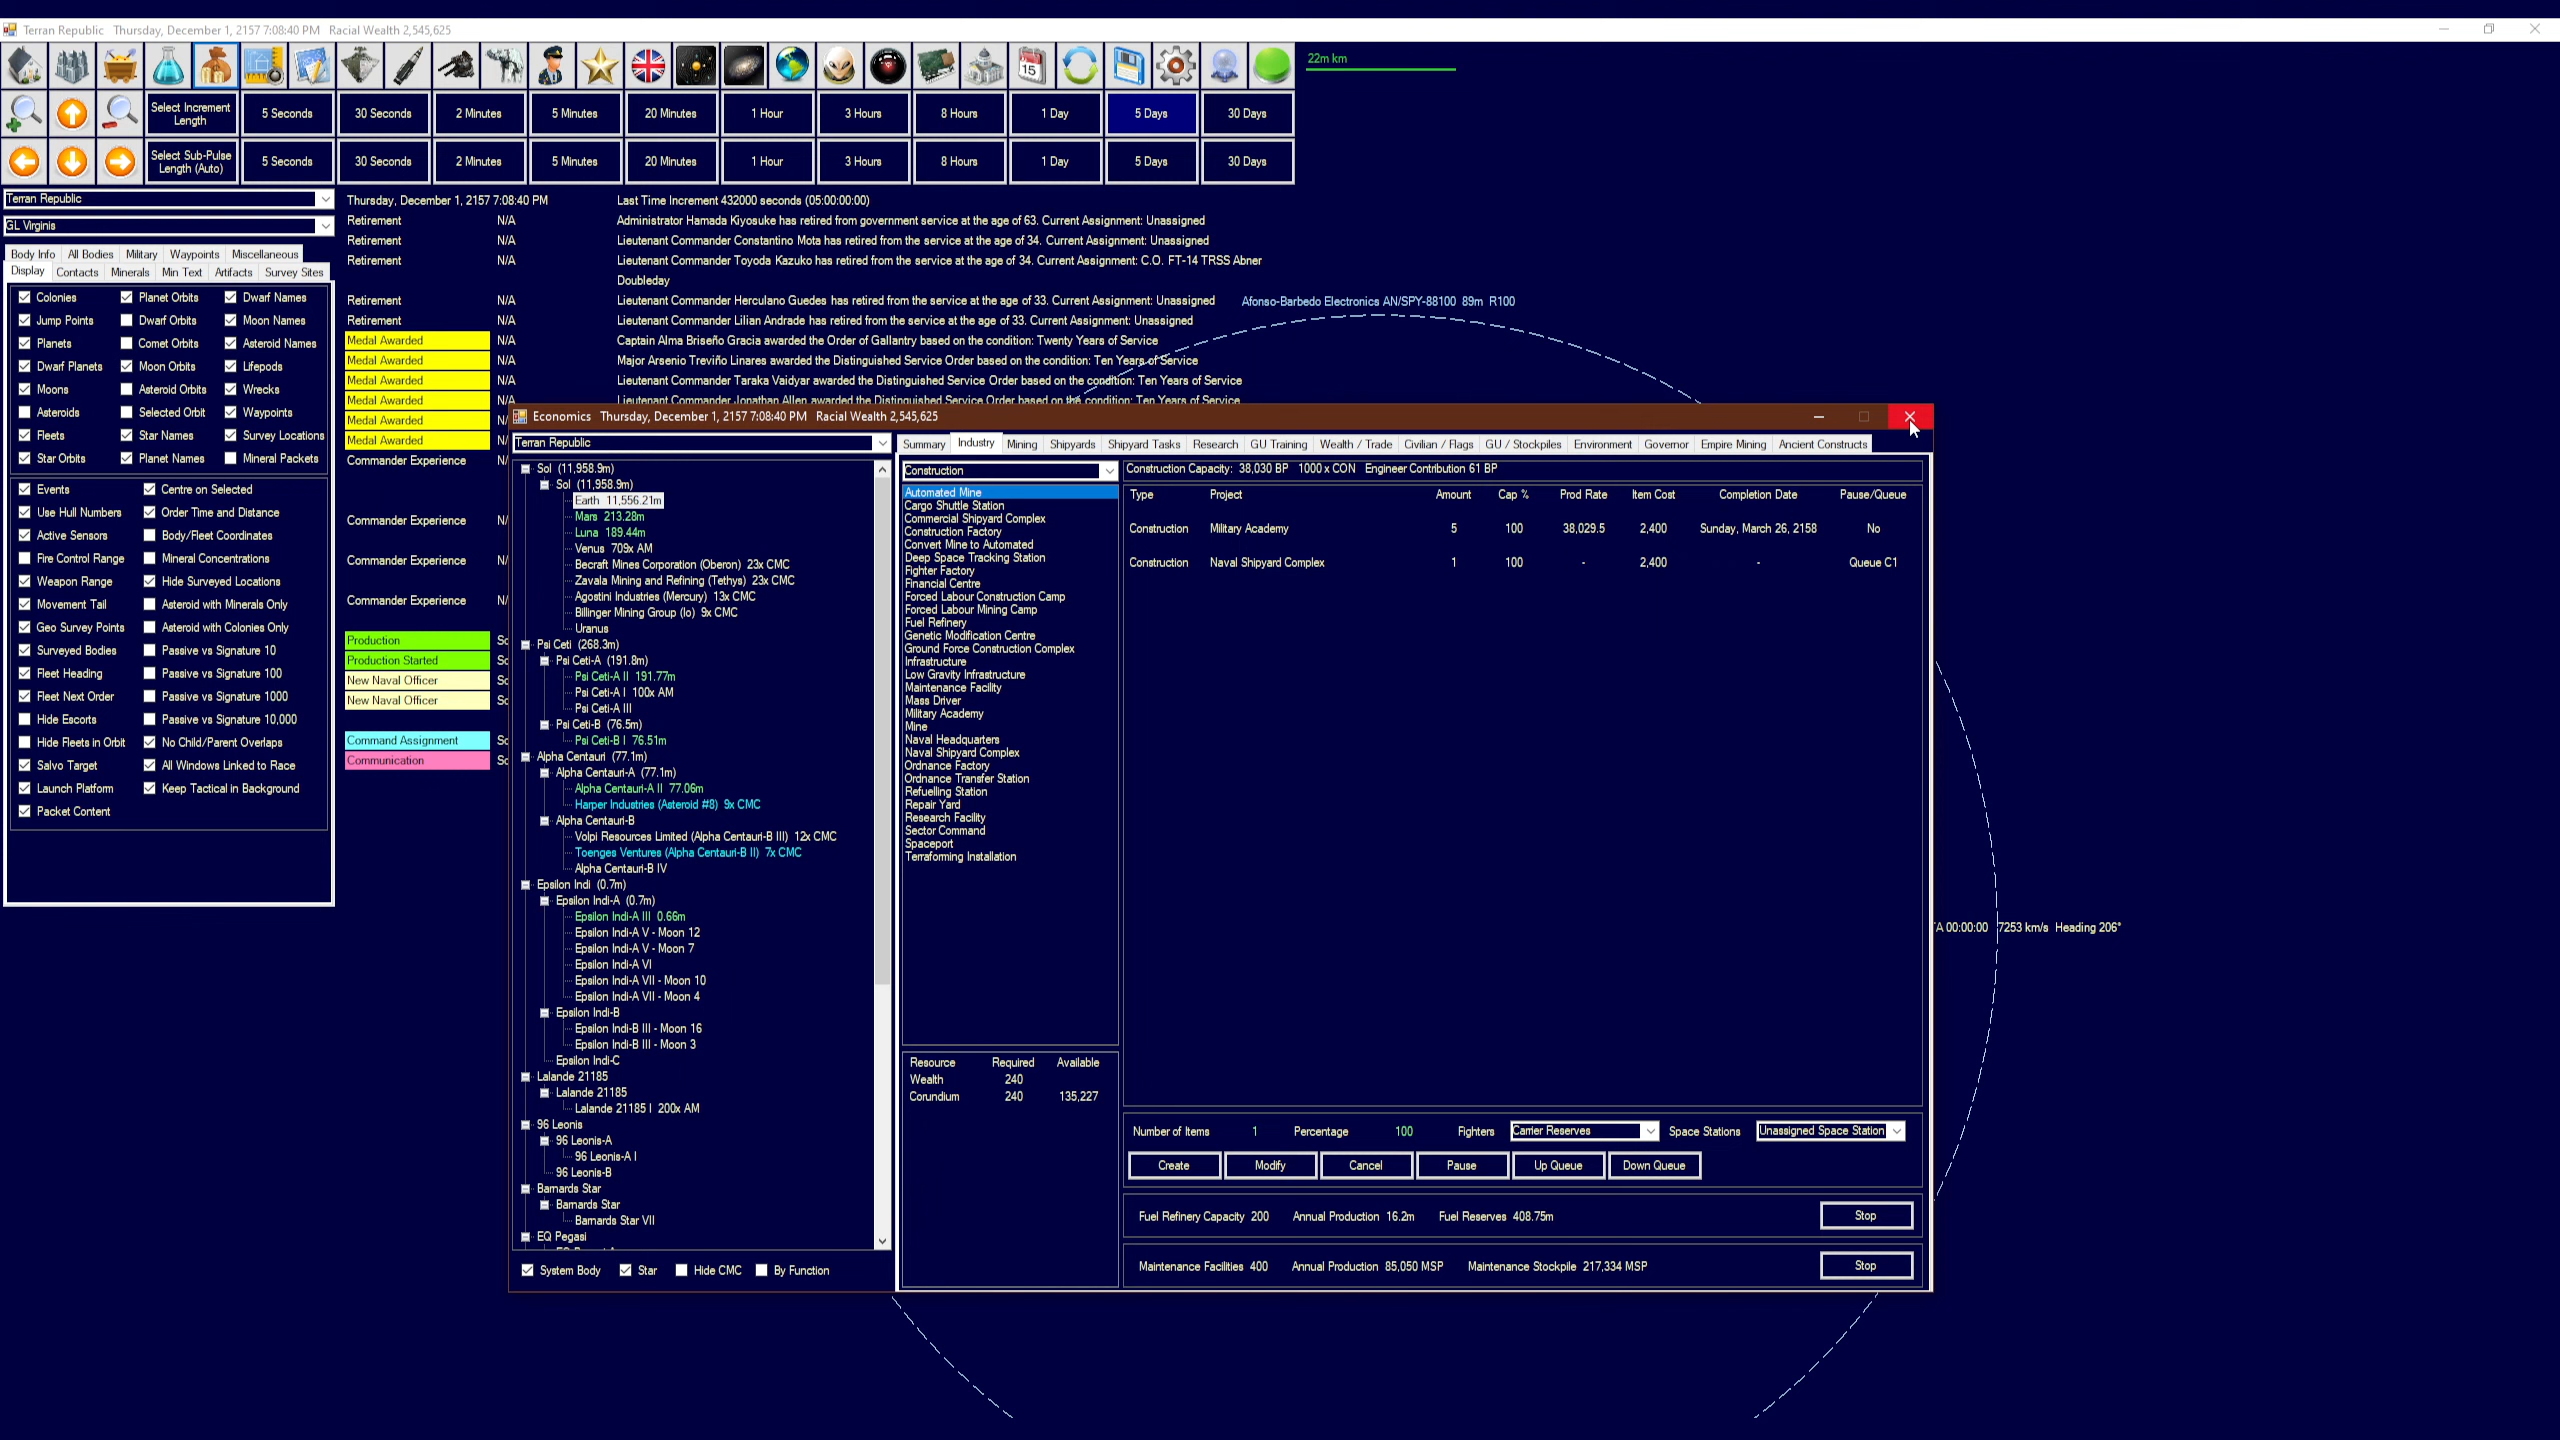 Terran Republic Thursday, December 1, 2157 7:08:40 PM Racial Wealth 2,545,625
15
22m km
Select Increment Length 5 Seconds 30 Seconds 2 Minutes 5 Minutes 20 Minutes 1 Hour 3 Hours 8 Hours 1 Day 5 Days 30 Days
Select Sub-Pulse Length (Auto) 5 Seconds 30 Seconds 2 Minutes 5 Minutes 20 Minutes 1 Hour 3 Hours 8 Hours 1 Day 5 Days 30 Days
Terran Republic
GL Virginis
Body Info All Bodies Military Waypoints Miscellaneous
Display Contacts Minerals Min Text Artifacts Survey Sites
Colonies Planet Orbits Dwarf Names
Jump Points Dwarf Orbits Moon Names
Planets Comet Orbits Asteroid Names
Dwarf Planets Moon Orbits Lifepods
Moons Asteroid Orbits Wrecks
Asteroids Selected Orbit Waypoints
Fleets Star Names Survey Locations
Star Orbits Planet Names Mineral Packets
Events Centre on Selected
Use Hull Numbers Order Time and Distance
Active Sensors Body/Fleet Coordinates
Fire Control Range Mineral Concentrations
Weapon Range Hide Surveyed Locations
Movement Tail Asteroid with Minerals Only
Geo Survey Points Asteroid with Colonies Only
Surveyed Bodies Passive vs Signature 10
Fleet Heading Passive vs Signature 100
Fleet Next Order Passive vs Signature 1000
Hide Escorts Passive vs Signature 10,000
Hide Fleets in Orbit No Child/Parent Overlaps
Salvo Target All Windows Linked to Race
Launch Platform Keep Tactical in Background
Packet Content
Thursday, December 1, 2157 7:08:40 PM Last Time Increment 432000 seconds (05:00:00:00)
Retirement N/A Administrator Hamada Kiyosuke has retired from government service at the age of 63. Current Assignment: Unassigned
Retirement N/A Lieutenant Commander Constantino Mota has retired from the service at the age of 34. Current Assignment: Unassigned
Retirement N/A Lieutenant Commander Toyoda Kazuko has retired from the service at the age of 34. Current Assignment: C.O. FT-14 TRSS Abner
Doubleday
Retirement N/A Lieutenant Commander Herculano Guedes has retired from the service at the age of 33. Current Assignment: Unassigned
Retirement N/A Lieutenant Commander Lilian Andrade has retired from the service at the age of 33. Current Assignment: Unassigned
Medal Awarded N/A Captain Alma Briseño Gracia awarded the Order of Gallantry based on the condition: Twenty Years of Service
Medal Awarded N/A Major Arsenio Treviño Linares awarded the Distinguished Service Order based on the condition: Ten Years of Service
Medal Awarded N/A Lieutenant Commander Taraka Vaidyar awarded the Distinguished Service Order based on the condition: Ten Years of Service
Medal Awarded N/A Lieutenant Commander Jonathan Allen awarded the Distinguished Service Order based on the condition: Ten Years of Service
Medal Awarded N/
Medal Awarded N/
Commander Experience N/
Commander Experience N/
Commander Experience N/
Commander Experience N/
Production So
Production Started So
New Naval Officer So
New Naval Officer So
Command Assignment So
Communication So
Afonso-Barbedo Electronics AN/SPY-88100 89m R100
Economics Thursday, December 1, 2157 7:08:40 PM Racial Wealth 2,545,625
Terran Republic
Summary Industry Mining Shipyards Shipyard Tasks Research GU Training Wealth / Trade Civilian / Flags GU / Stockpiles Environment Governor Empire Mining Ancient Constructs
Sol (11,958.9m)
Sol (11,958.9m)
Earth 11,556.21m
Mars 213.28m
Luna 189.44m
Venus 709x AM
Becraft Mines Corporation (Oberon) 23x CMC
Zavala Mining and Refining (Tethys) 23x CMC
Agostini Industries (Mercury) 13x CMC
Billinger Mining Group (Io) 9x CMC
Uranus
Psi Ceti (268.3m)
Psi Ceti-A (191.8m)
Psi Ceti-A II 191.77m
Psi Ceti-A I 100x AM
Psi Ceti-A III
Psi Ceti-B (76.5m)
Psi Ceti-B I 76.51m
Alpha Centauri (77.1m)
Alpha Centauri-A (77.1m)
Alpha Centauri-A II 77.06m
Harper Industries (Asteroid #8) 9x CMC
Alpha Centauri-B
Volpi Resources Limited (Alpha Centauri-B III) 12x CMC
Toenges Ventures (Alpha Centauri-B II) 7x CMC
Alpha Centauri-B IV
Epsilon Indi (0.7m)
Epsilon Indi-A (0.7m)
Epsilon Indi-A III 0.66m
Epsilon Indi-A V - Moon 12
Epsilon Indi-A V - Moon 7
Epsilon Indi-A VI
Epsilon Indi-A VII - Moon 10
Epsilon Indi-A VII - Moon 4
Epsilon Indi-B
Epsilon Indi-B III - Moon 16
Epsilon Indi-B III - Moon 3
Epsilon Indi-C
Lalande 21185
Lalande 21185
Lalande 21185 I 200x AM
96 Leonis
96 Leonis-A
96 Leonis-A I
96 Leonis-B
Barnards Star
Barnards Star
Barnards Star VII
EQ Pegasi
System Body Star Hide CMC By Function
Construction
Automated Mine
Cargo Shuttle Station
Commercial Shipyard Complex
Construction Factory
Convert Mine to Automated
Deep Space Tracking Station
Fighter Factory
Financial Centre
Forced Labour Construction Camp
Forced Labour Mining Camp
Fuel Refinery
Genetic Modification Centre
Ground Force Construction Complex
Infrastructure
Low Gravity Infrastructure
Maintenance Facility
Mass Driver
Military Academy
Mine
Naval Headquarters
Naval Shipyard Complex
Ordnance Factory
Ordnance Transfer Station
Refuelling Station
Repair Yard
Research Facility
Sector Command
Spaceport
Terraforming Installation
Resource Required Available
Wealth 240
Corundium 240 135,227
Construction Capacity: 38,030 BP 1000 x CON Engineer Contribution 61 BP
Type Project Amount Cap % Prod Rate Item Cost Completion Date Pause/Queue
Construction Military Academy 5 100 38,029.5 2,400 Sunday, March 26, 2158 No
Construction Naval Shipyard Complex 1 100 - 2,400 - Queue C1
Number of Items 1 Percentage 100 Fighters Carrier Reserves Space Stations Unassigned Space Station
Create Modify Cancel Pause Up Queue Down Queue
Fuel Refinery Capacity 200 Annual Production 16.2m Fuel Reserves 408.75m Stop
Maintenance Facilities 400 Annual Production 85,050 MSP Maintenance Stockpile 217,334 MSP Stop
A 00:00:00 7253 km/s Heading 206°